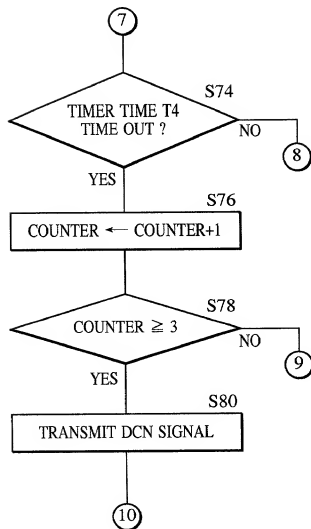 7
S74
TIMER TIME T4
TIME OUT ?
NO
8
YES
S76
COUNTER ← COUNTER+1
S78
COUNTER ≧ 3
NO
9
YES
S80
TRANSMIT DCN SIGNAL
10